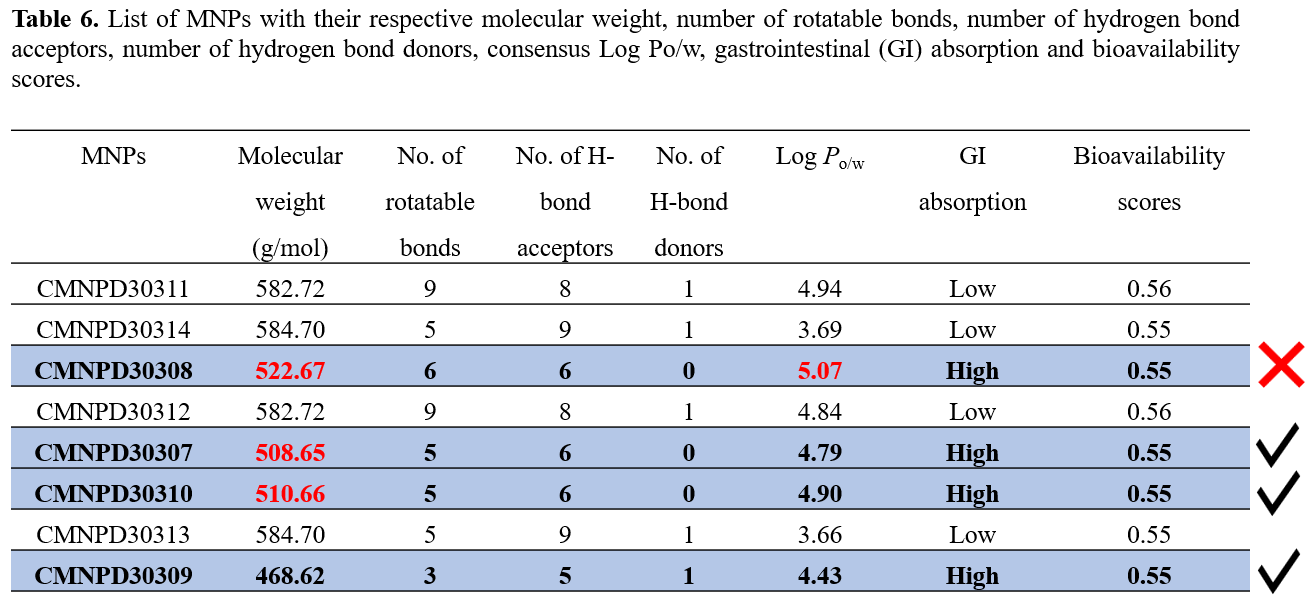 Table 6. List of MNPs with their respective molecular weight, number of rotatable bonds, number of hydrogen bond
acceptors, number of hydrogen bond donors, consensus Log Po/w, gastrointestinal (GI) absorption and bioavailability
scores.
MNPs Molecular weight (g/mol) No. of rotatable bonds No. of H-bond acceptors No. of H-bond donors Log Po/w GI absorption Bioavailability scores
CMNPD30311 582.72 9 8 1 4.94 Low 0.56
CMNPD30314 584.70 5 9 1 3.69 Low 0.55
CMNPD30308 522.67 6 6 0 5.07 High 0.55
CMNPD30312 582.72 9 8 1 4.84 Low 0.56
CMNPD30307 508.65 5 6 0 4.79 High 0.55
CMNPD30310 510.66 5 6 0 4.90 High 0.55
CMNPD30313 584.70 5 9 1 3.66 Low 0.55
CMNPD30309 468.62 3 5 1 4.43 High 0.55